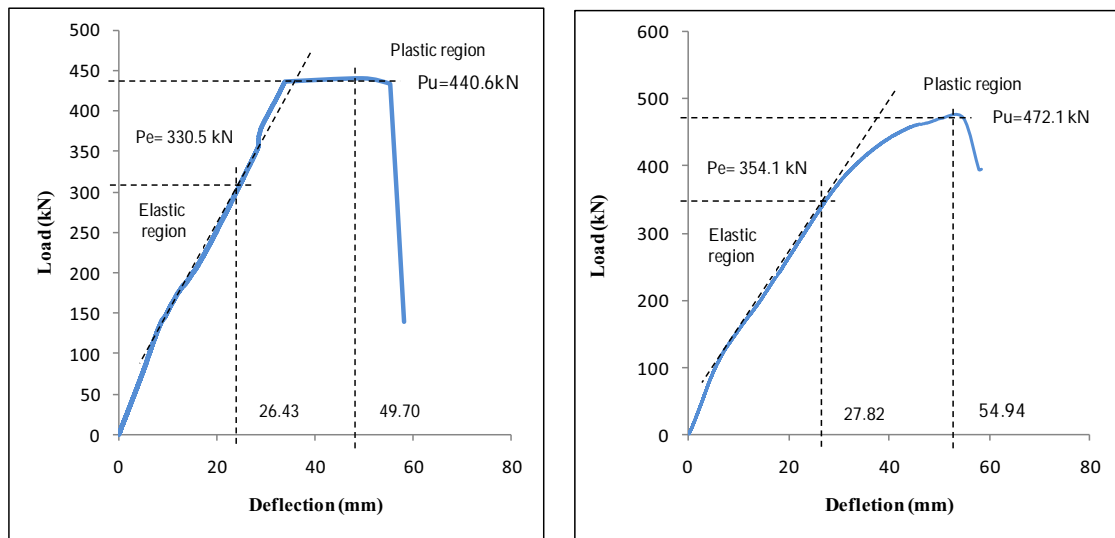 500
450
400
350
300
250
200
150
100
50
0
Load (kN)
Plastic region
Pu=440.6kN
Pe= 330.5 kN
Elastic
region
26.43
49.70
0
20
40
60
80
Deflection (mm)
600
500
400
300
200
100
0
Load (kN)
Plastic region
Pu=472.1 kN
Pe= 354.1 kN
Elastic
region
27.82
54.94
0
20
40
60
80
Defletion (mm)